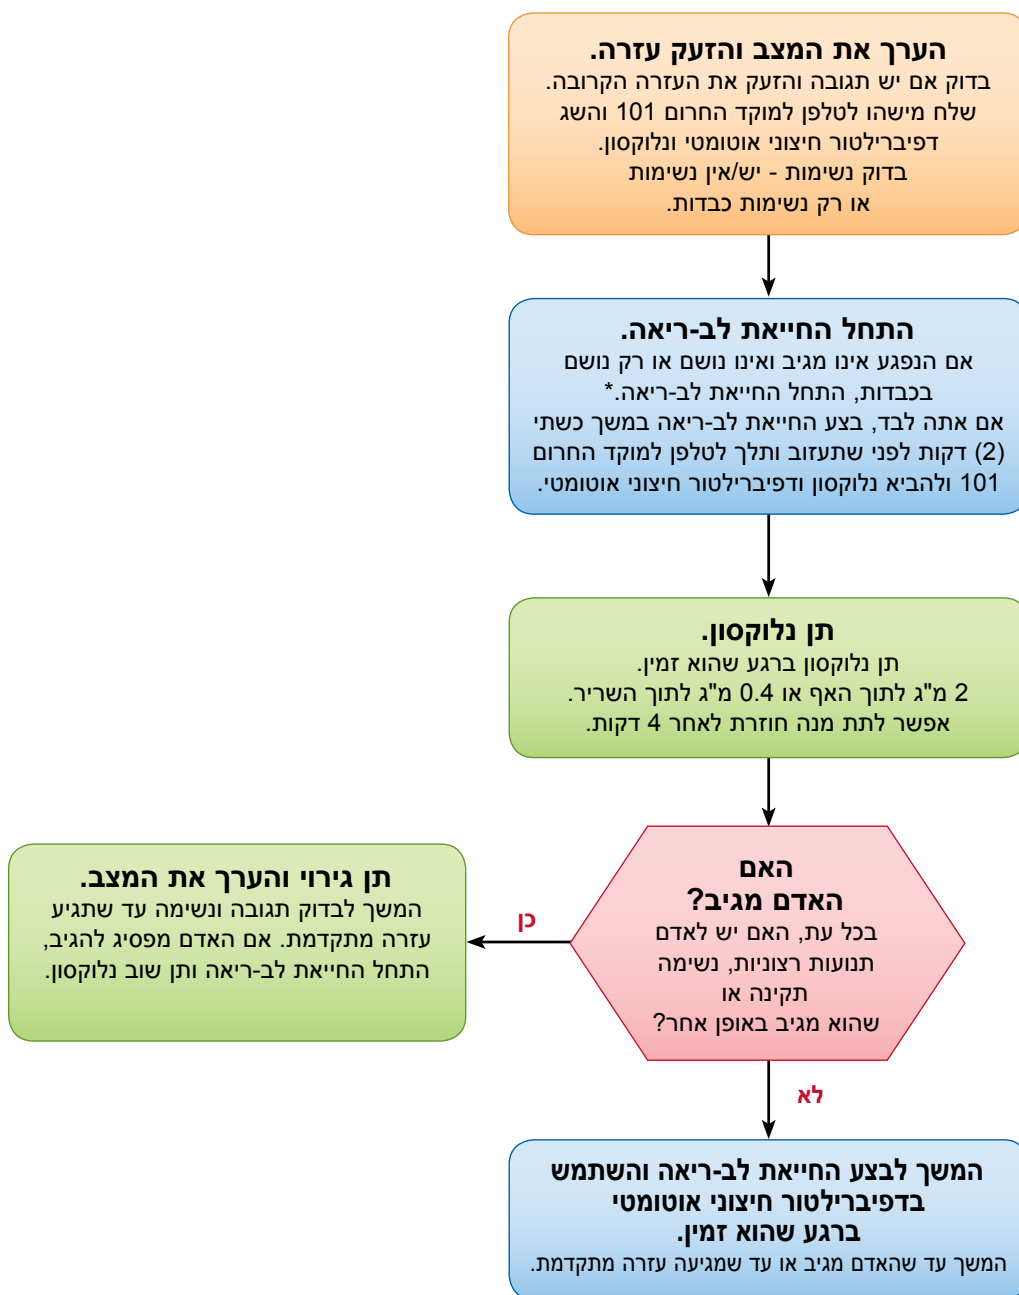 הערך את המצב והזעק עזרה.
בדוק אם יש תגובה והזעק את העזרה הקרובה.
שלח מישהו לטלפן למוקד החרום 101 והשג
דפיברילטור חיצוני אוטומטי ונלוקסון.
בדוק נשימות - יש/אין נשימות
או רק נשימות כבדות.
התחל החייאת לב-ריאה.
אם הנפגע אינו מגיב ואינו נושם או רק נושם
בכבדות, התחל החייאת לב-ריאה.*
אם אתה לבד, בצע החייאת לב-ריאה במשך כשתי
(2) דקות לפני שתעזוב ותלך לטלפן למוקד החרום
101 ולהביא נלוקסון ודפיברילטור חיצוני אוטומטי.
תן נלוקסון.
תן נלוקסון ברגע שהוא זמין.
2 מ"ג לתוך האף או 0.4 מ"ג לתוך השריר.
אפשר לתת מנה חוזרת לאחר 4 דקות.
האם
האדם מגיב?
בכל עת, האם יש לאדם
תנועות רצוניות, נשימה
תקינה או
שהוא מגיב באופן אחר?
כן
תן גירוי והערך את המצב.
המשך לבדוק תגובה ונשימה עד שתגיע
עזרה מתקדמת. אם האדם מפסיג להגיב,
התחל החייאת לב-ריאה ותן שוב נלוקסון.
לא
המשך לבצע החייאת לב-ריאה והשתמש
בדפיברילטור חיצוני אוטומטי
ברגע שהוא זמין.
המשך עד שהאדם מגיב או עד שמגיעה עזרה מתקדמת.